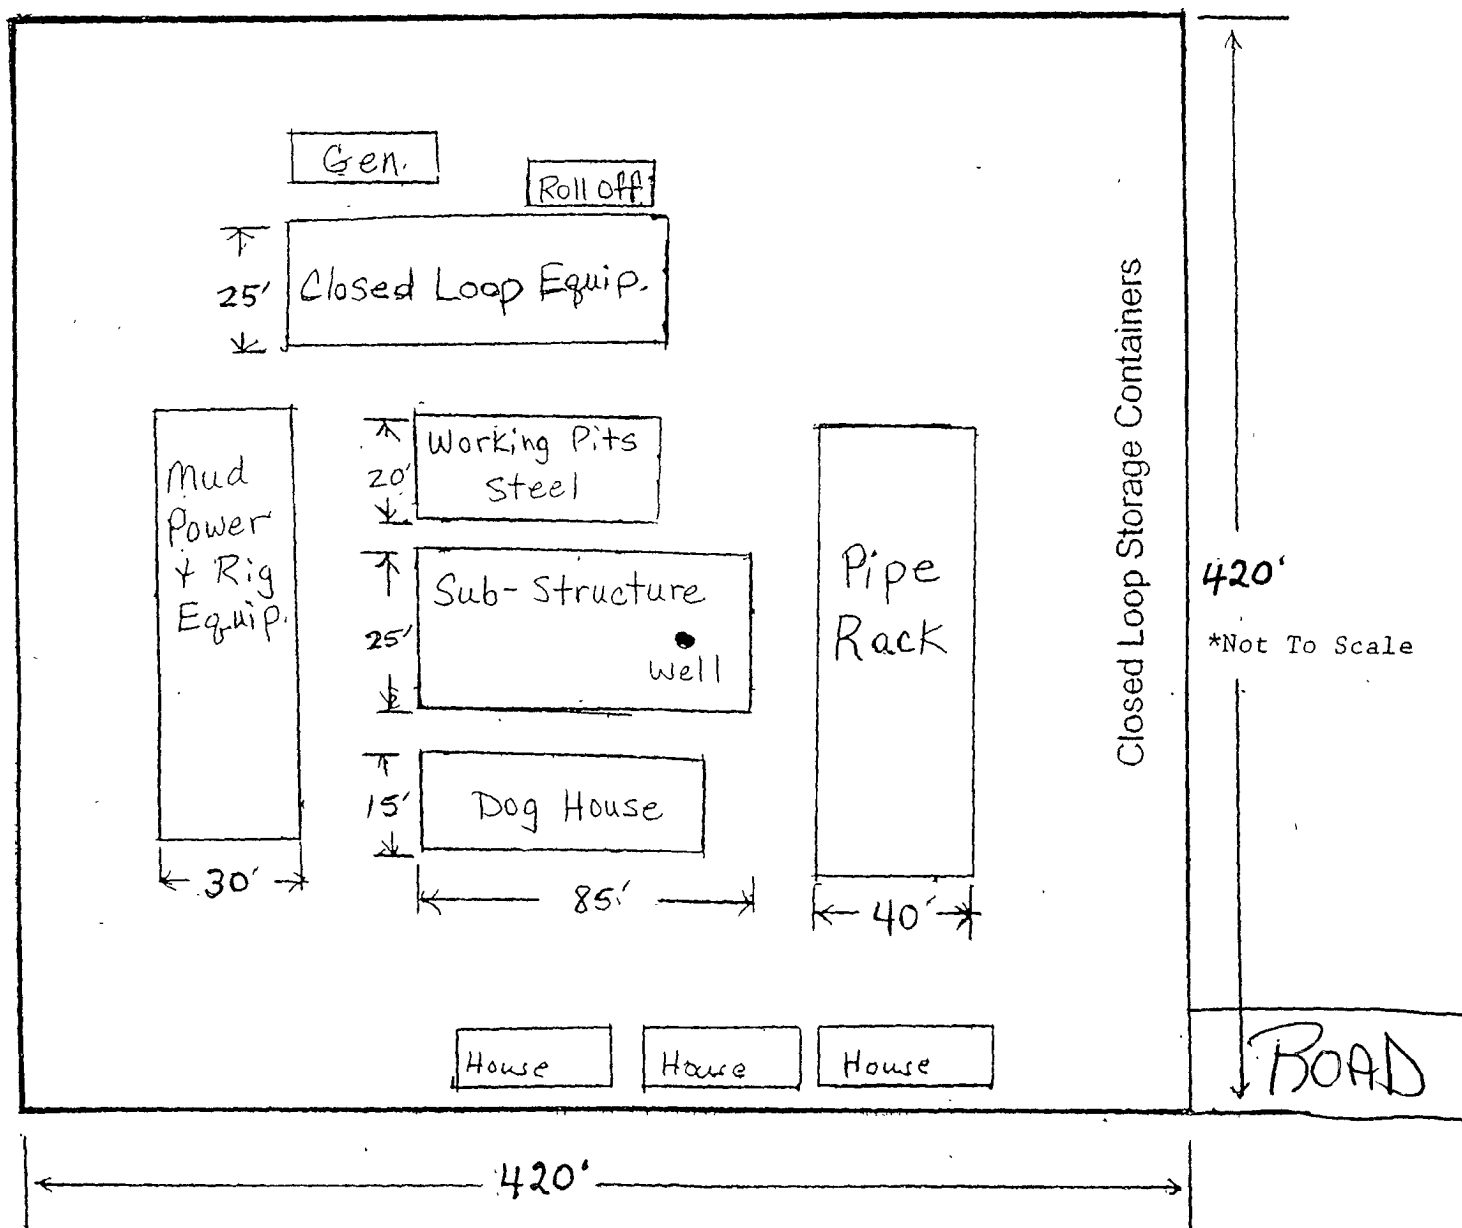 Gen.
Roll off
25'
Closed Loop Equip.
Closed Loop Storage Containers
Mud
Power
+ Rig
Equip.
20'
Working Pits
Steel
Pipe
Rack
420'
*Not To Scale
25'
Sub-Structure
Well
15'
Dog House
30'
85'
40'
House
House
House
ROAD
420'